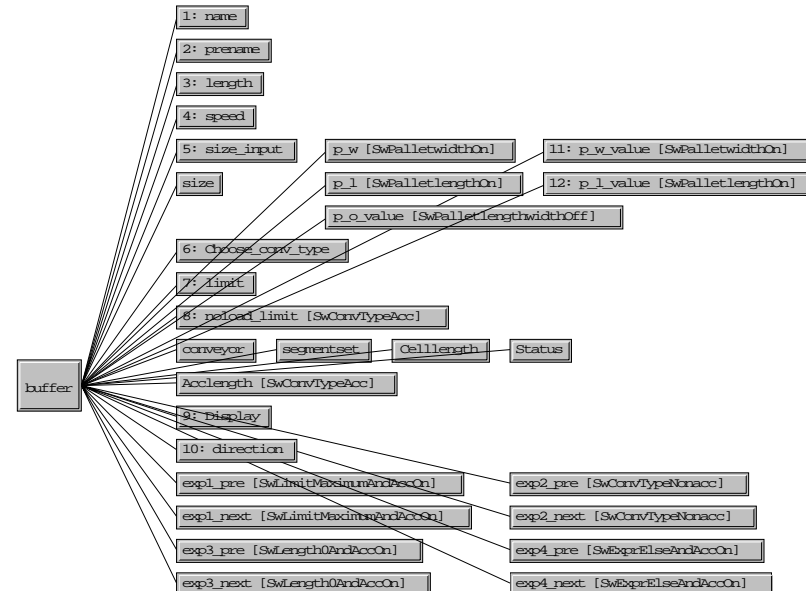 1: name
2: prename
3: length
4: speed
5: size_input
p_w [SwPalletwidthOn]
11: p_w_value [SwPalletwidthOn]
size
p_l [SwPalletlengthOn]
12: p_l_value [SwPalletlengthOn]
p_o_value [SwPalletlengthwidthOff]
6: Choose_conv_type
7: limit
8: noload_limit [SwConvTypeAcc]
conveyor
segmentset
Celllength
Status
buffer
Acclength [SwConvTypeAcc]
9: Display
10: direction
exp1_pre [SwLimitMaximumAndAccOn]
exp2_pre [SwConvTypeNonacc]
exp1_next [SwLimitMaximumAndAccOn]
exp2_next [SwConvTypeNonacc]
exp3_pre [SwLength0AndAccOn]
exp4_pre [SwExprElseAndAccOn]
exp3_next [SwLength0AndAccOn]
exp4_next [SwExprElseAndAccOn]